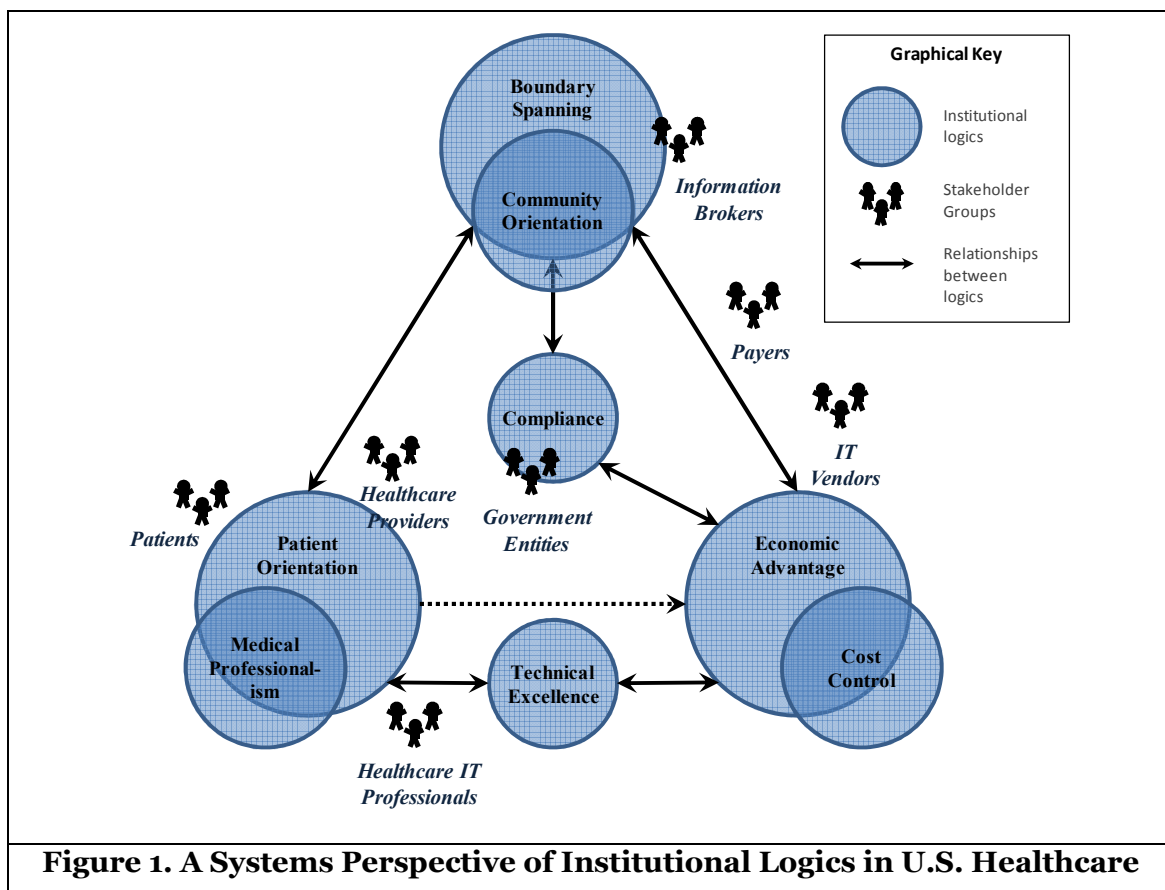 Boundary
Spanning
Community
Orientation
Information
Brokers
Graphical Key
Institutional
logics
Stakeholder
Groups
Relationships
between
logics
Payers
Compliance
IT
Vendors
Patients
Healthcare
Providers
Government
Entities
Patient
Orientation
Economic
Advantage
Medical
Professional-
ism
Technical
Excellence
Cost
Control
Healthcare IT
Professionals
Figure 1. A Systems Perspective of Institutional Logics in U.S. Healthcare